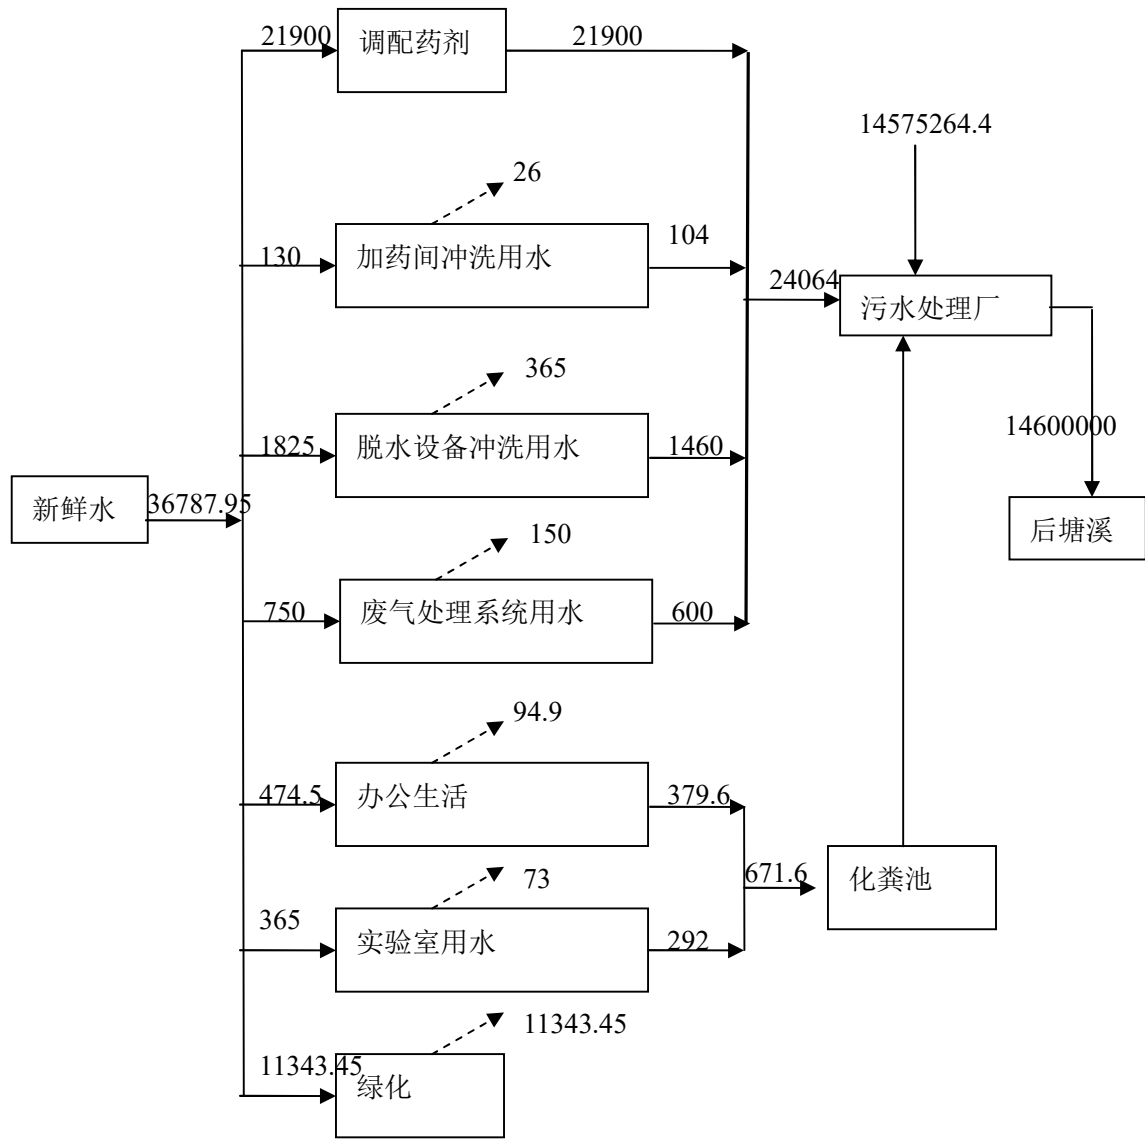 21900
调配药剂
21900
14575264.4
26
130
加药间冲洗用水
104
24064
污水处理厂
365
1825
脱水设备冲洗用水
1460
14600000
新鲜水
36787.95
后塘溪
150
750
废气处理系统用水
600
94.9
474.5
办公生活
379.6
671.6
化粪池
73
365
实验室用水
292
11343.45
11343.45
绿化